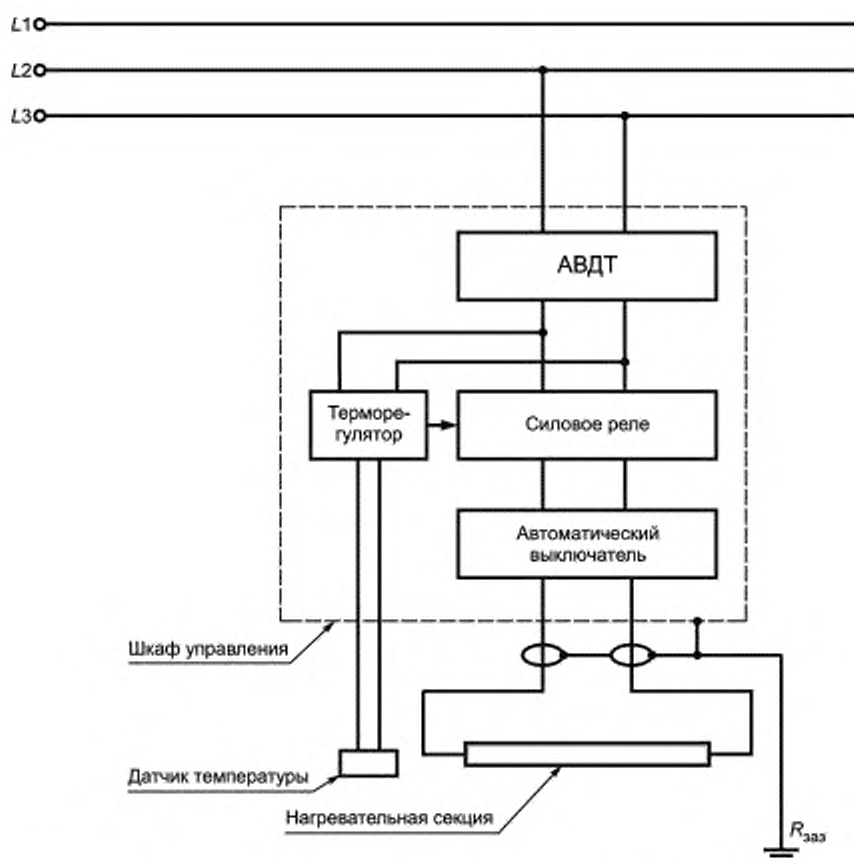 L1
L2
L3
АВДТ
Терморе-
гулятор
Силовое реле
Автоматический
выключатель
Шкаф управления
Датчик температуры
Нагревательная секция
Rзаз